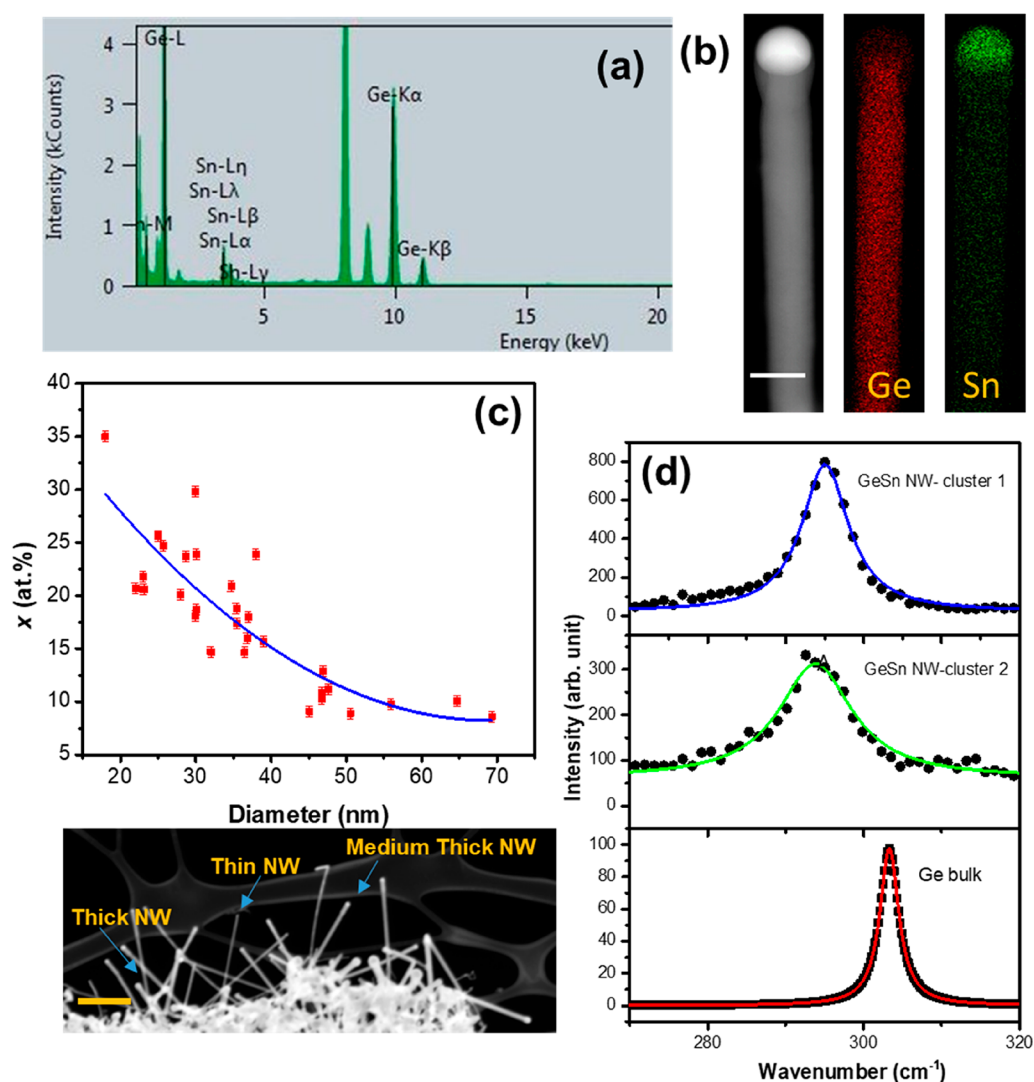 (a)
Intensity (kCounts)
4
3
2
1
0
Ge-L
n-M
Sn-Lη
Sn-Lλ
Sn-Lβ
Sn-Lα
Sn-Lγ
Ge-Kα
Ge-Kβ
5
10
15
20
Energy (keV)
(b)
Ge
Sn
(c)
x (at.%)
40
35
30
25
20
15
10
5
20
30
40
50
60
70
Diameter (nm)
Thick NW
Thin NW
Medium Thick NW
(d)
Intensity (arb. unit)
800
600
400
200
0
GeSn NW- cluster 1
300
200
100
0
GeSn NW-cluster 2
100
80
60
40
20
0
Ge bulk
280
300
320
Wavenumber (cm⁻¹)